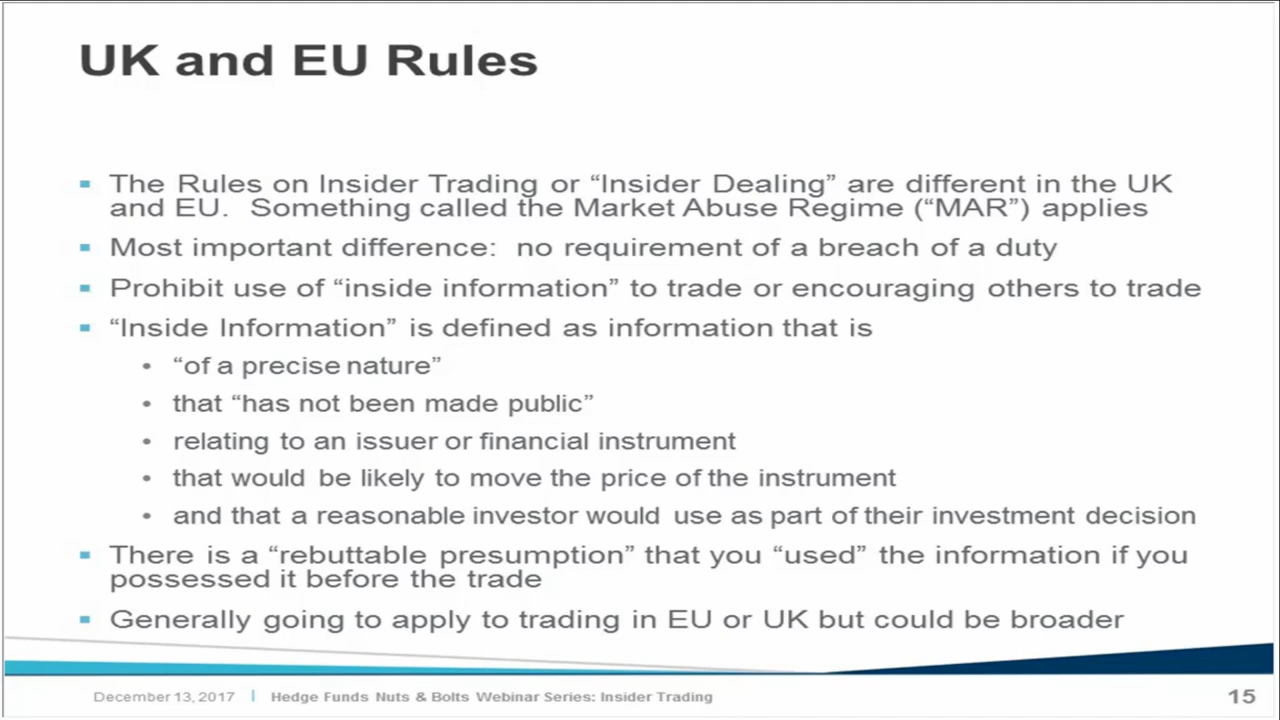 UK and EU Rules
▪ The Rules on Insider Trading or “Insider Dealing” are different in the UK
and EU.  Something called the Market Abuse Regime (“MAR”) applies
▪ Most important difference:  no requirement of a breach of a duty
▪ Prohibit use of “inside information” to trade or encouraging others to trade
▪ “Inside Information” is defined as information that is
• “of a precise nature”
• that “has not been made public”
• relating to an issuer or financial instrument
• that would be likely to move the price of the instrument
• and that a reasonable investor would use as part of their investment decision
▪ There is a “rebuttable presumption” that you “used” the information if you
possessed it before the trade
▪ Generally going to apply to trading in EU or UK but could be broader
December 13, 2017 | Hedge Funds Nuts & Bolts Webinar Series: Insider Trading 15